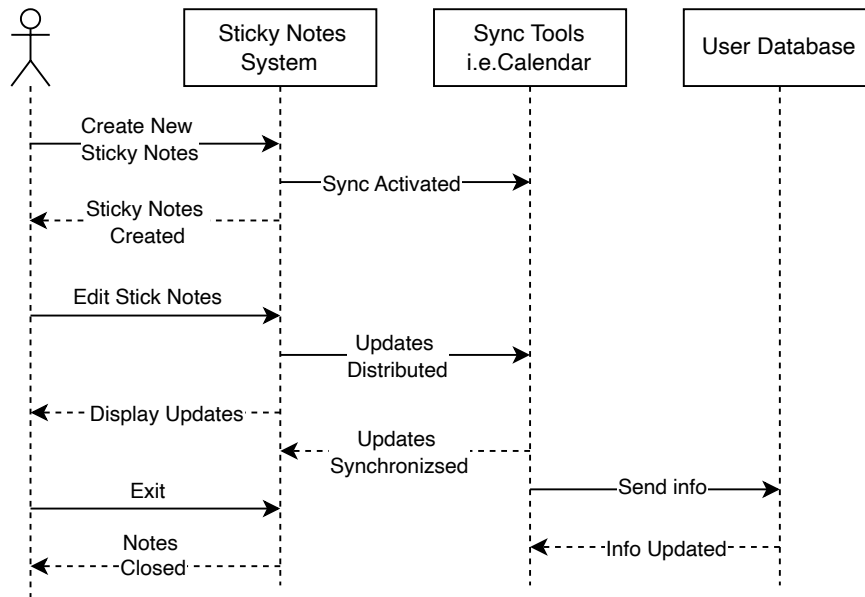 Sticky Notes
System
Sync Tools
i.e.Calendar
User Database
Create New
Sticky Notes
Sync Activated
Sticky Notes
Created
Edit Stick Notes
Updates
Distributed
Display Updates
Updates
Synchronizsed
Send info
Exit
Info Updated
Notes
Closed